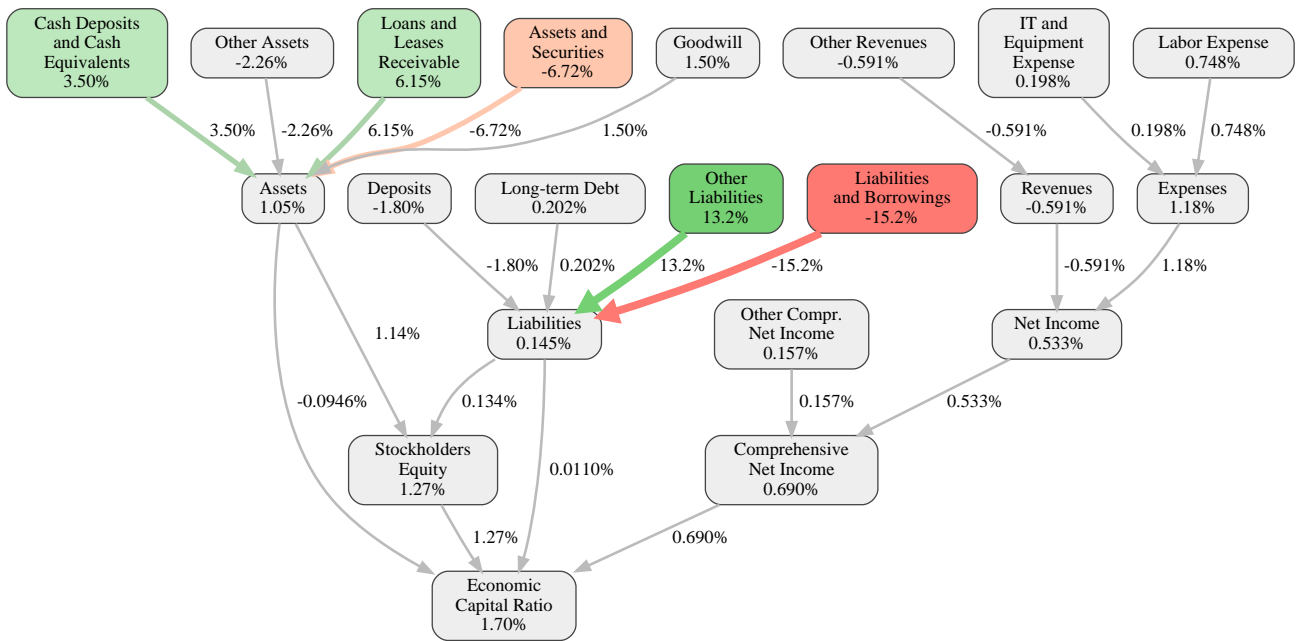 Cash Deposits
and Cash
Equivalents
3.50%
Other Assets
-2.26%
Loans and
Leases
Receivable
6.15%
Assets and
Securities
-6.72%
Goodwill
1.50%
Other Revenues
-0.591%
IT and
Equipment
Expense
0.198%
Labor Expense
0.748%
3.50%
-2.26%
6.15%
-6.72%
1.50%
-0.591%
0.198%
0.748%
Assets
1.05%
Deposits
-1.80%
Long-term Debt
0.202%
Other
Liabilities
13.2%
Liabilities
and Borrowings
-15.2%
Revenues
-0.591%
Expenses
1.18%
-1.80%
0.202%
13.2%
-15.2%
-0.591%
1.18%
1.14%
Liabilities
0.145%
Other Compr.
Net Income
0.157%
Net Income
0.533%
-0.0946%
0.134%
0.157%
0.533%
Stockholders
Equity
1.27%
0.0110%
Comprehensive
Net Income
0.690%
1.27%
0.690%
Economic
Capital Ratio
1.70%